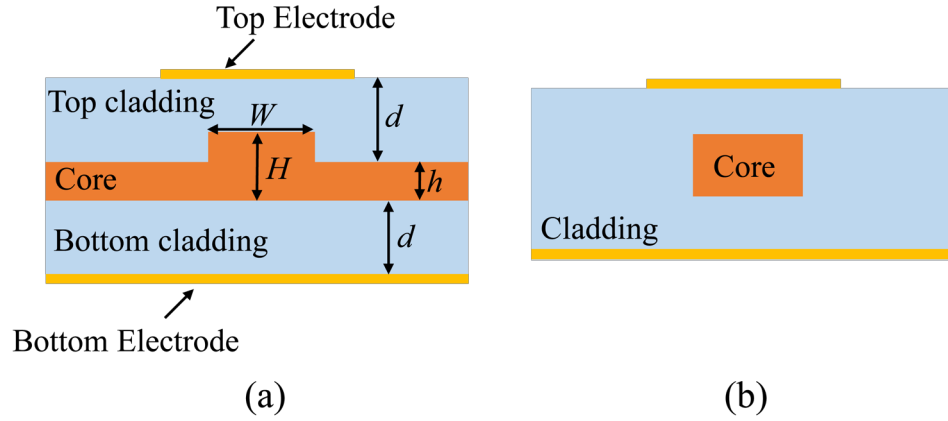 Top Electrode
Top cladding
W
d
H
Core
h
Bottom cladding
d
Bottom Electrode
(a)
Core
Cladding
(b)